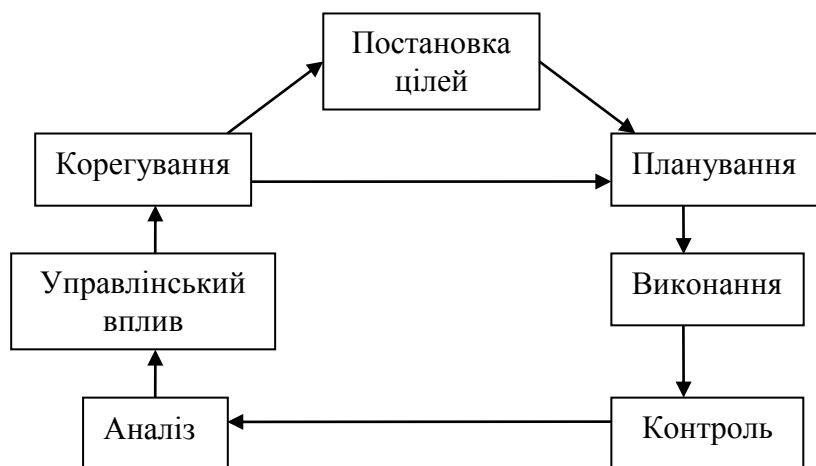 Постановка
цілей
Корегування
Планування
Управлінський
вплив
Виконання
Аналіз
Контроль